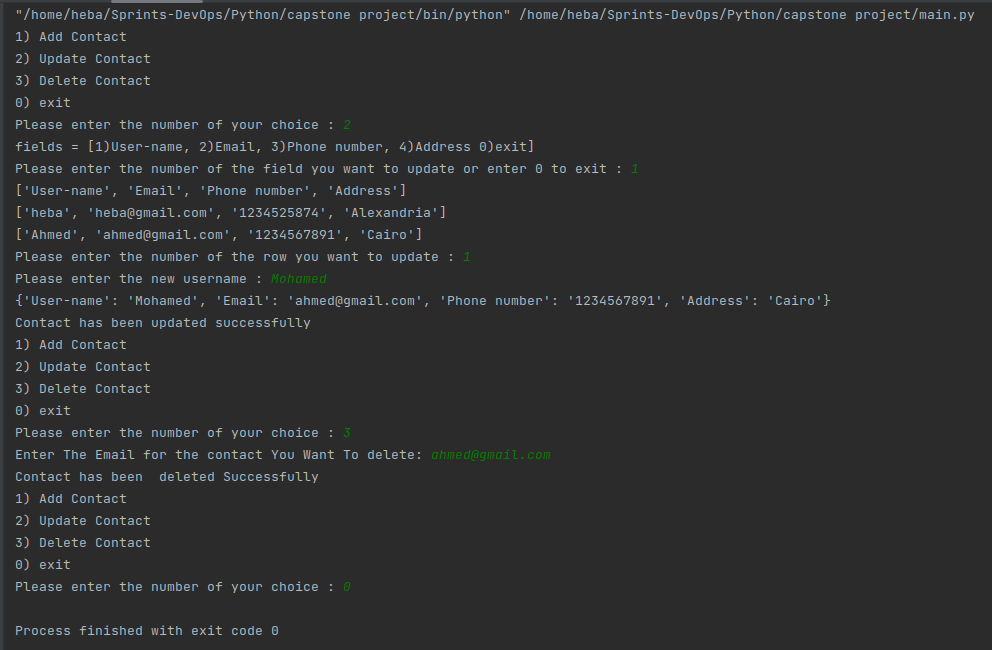 "/home/heba/Sprints-DevOps/Python/capstone project/bin/python" /home/heba/Sprints-DevOps/Python/capstone project/main.py
1) Add Contact
2) Update Contact
3) Delete Contact
0) exit
Please enter the number of your choice : 2
fields = [1)User-name, 2)Email, 3)Phone number, 4)Address 0)exit]
Please enter the number of the field you want to update or enter 0 to exit : 1
['User-name', 'Email', 'Phone number', 'Address']
['heba', 'heba@gmail.com', '1234525874', 'Alexandria']
['Ahmed', 'ahmed@gmail.com', '1234567891', 'Cairo']
Please enter the number of the row you want to update : 1
Please enter the new username : Mohamed
{'User-name': 'Mohamed', 'Email': 'ahmed@gmail.com', 'Phone number': '1234567891', 'Address': 'Cairo'}
Contact has been updated successfully
1) Add Contact
2) Update Contact
3) Delete Contact
0) exit
Please enter the number of your choice : 3
Enter The Email for the contact You Want To delete: ahmed@gmail.com
Contact has been  deleted Successfully
1) Add Contact
2) Update Contact
3) Delete Contact
0) exit
Please enter the number of your choice : 0
Process finished with exit code 0